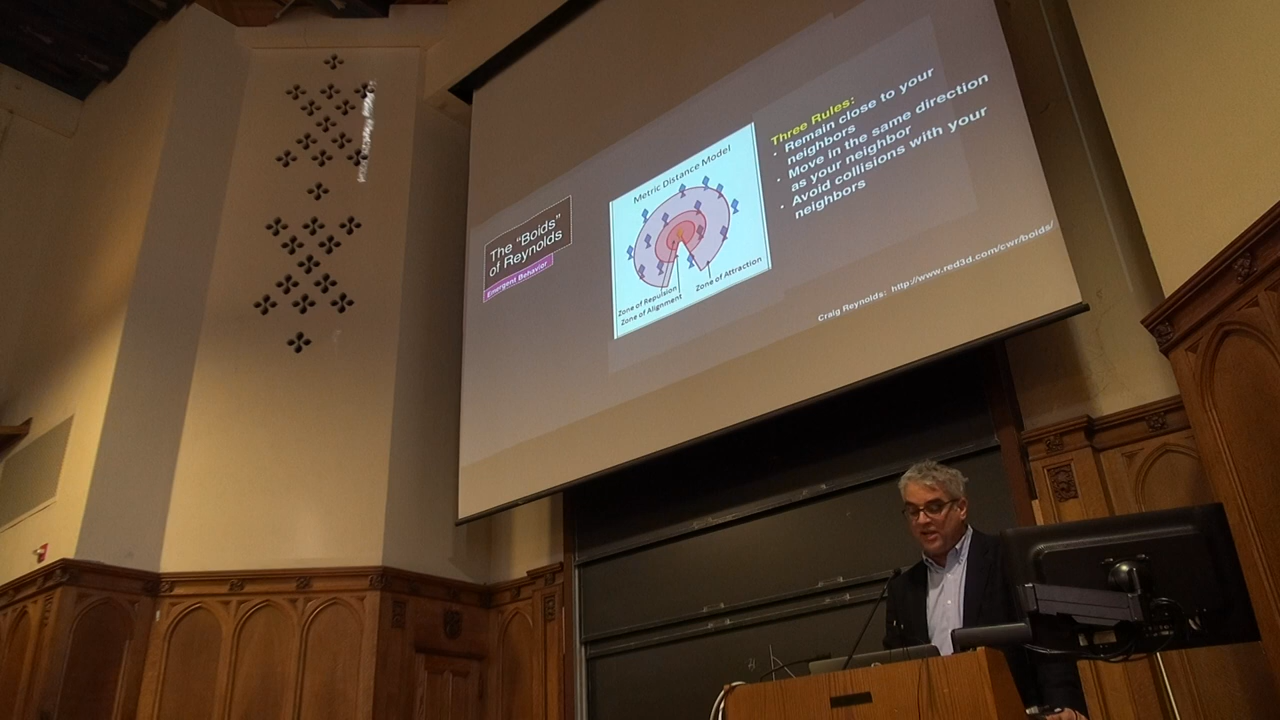 The "Boids"
of Reynolds
Emergent Behavior
Metric Distance Model
Zone of Repulsion
Zone of Alignment
Zone of Attraction
Three Rules:
• Remain close to your
neighbors
• Move in the same direction
as your neighbor
• Avoid collisions with your
neighbors
Craig Reynolds: http://www.red3d.com/cwr/boids/